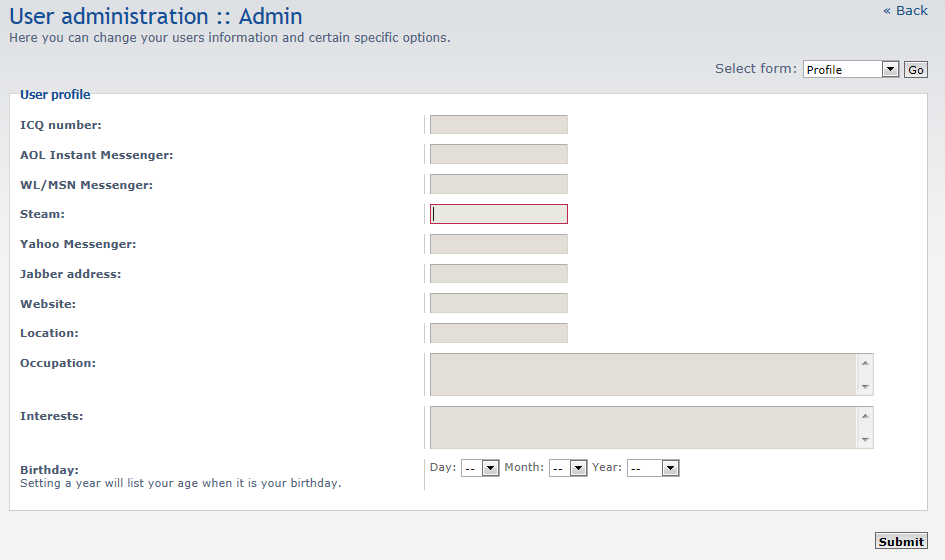 User administration :: Admin
« Back
Here you can change your users information and certain specific options.
Select form: Profile Go
User profile
ICQ number:
AOL Instant Messenger:
WL/MSN Messenger:
Steam:
Yahoo Messenger:
Jabber address:
Website:
Location:
Occupation:
Interests:
Birthday:
Day: -- Month: -- Year: --
Setting a year will list your age when it is your birthday.
Submit